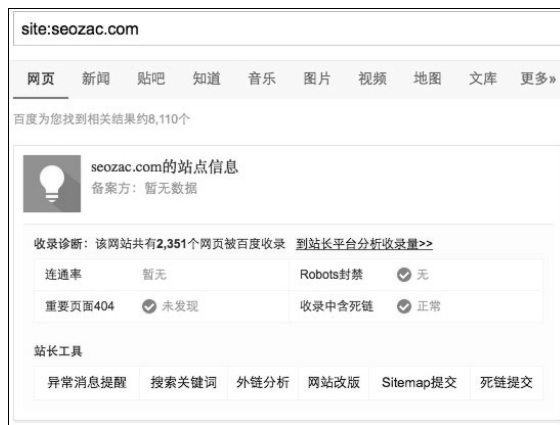 site:seozac.com
网页 新闻 贴吧 知道 音乐 图片 视频 地图 文库 更多»
百度为您找到相关结果约8,110个
seozac.com的站点信息
备案方：暂无数据
收录诊断：该网站共有2,351个网页被百度收录 到站长平台分析收录量>>
连通率 暂无 Robots封禁 无
重要页面404 未发现 收录中含死链 正常
站长工具
异常消息提醒 搜索关键词 外链分析 网站改版 Sitemap提交 死链提交